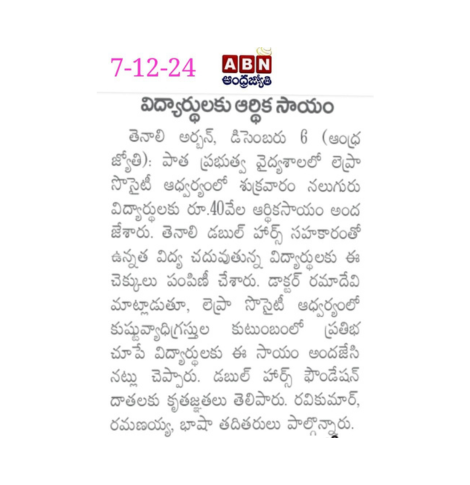 7-12-24
ABN
ఆంధ్రజ్యోతి
విద్యార్థులకు ఆర్థిక సాయం
తెనాలి అర్బన్, డిసెంబరు 6 (ఆంధ్ర
జ్యోతి): పాత ప్రభుత్వ వైద్యశాలలో లెప్రా
సొసైటీ ఆధ్వర్యంలో శుక్రవారం నలుగురు
విద్యార్థులకు రూ.40వేల ఆర్థికసాయం అంద
జేశారు. తెనాలి డబుల్ హార్స్ సహకారంతో
ఉన్నత విద్య చదువుతున్న విద్యార్థులకు ఈ
చెక్కులు పంపిణీ చేశారు. డాక్టర్ రమాదేవి
మాట్లాడుతూ, లెప్రా సొసైటీ ఆధ్వర్యంలో
కుష్ఠువ్యాధిగ్రస్తుల కుటుంబంలో ప్రతిభ
చూపే విద్యార్థులకు ఈ సాయం అందజేసి
నట్లు చెప్పారు. డబుల్ హార్స్ ఫౌండేషన్
దాతలకు కృతజ్ఞతలు తెలిపారు. రవికుమార్,
రమణయ్య, భాషా తదితరులు పాల్గొన్నారు.